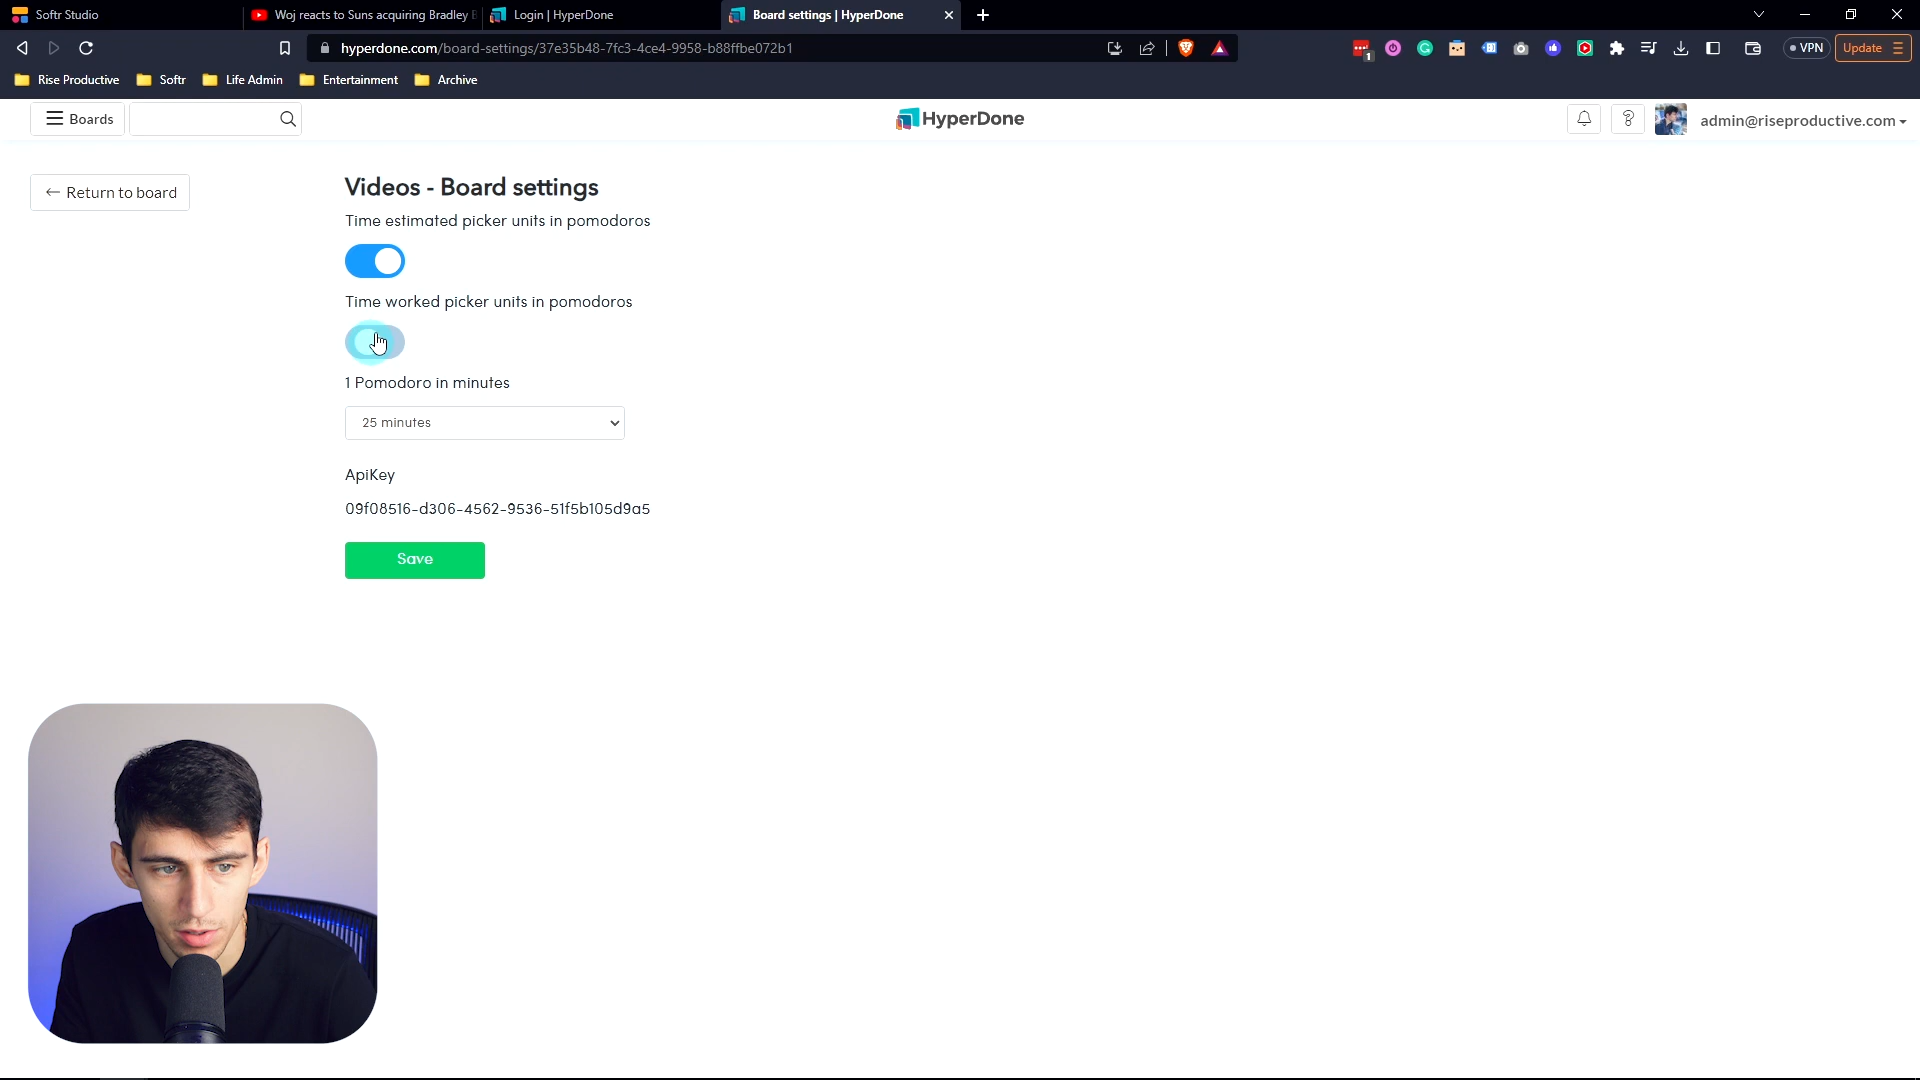 Softr Studio
Woj reacts to Suns acquiring Bradley
Login | HyperDone
Board settings | HyperDone
hyperdone.com/board-settings/37e35b48-7fc3-4ce4-9958-b88ffbe072b1
1
VPN
Update
Rise Productive
Softr
Life Admin
Entertainment
Archive
Boards
HyperDone
?
admin@riseproductive.com
← Return to board
Videos - Board settings
Time estimated picker units in pomodoros
Time worked picker units in pomodoros
1 Pomodoro in minutes
25 minutes
ApiKey
09f08516-d306-4562-9536-51f5b105d9a5
Save